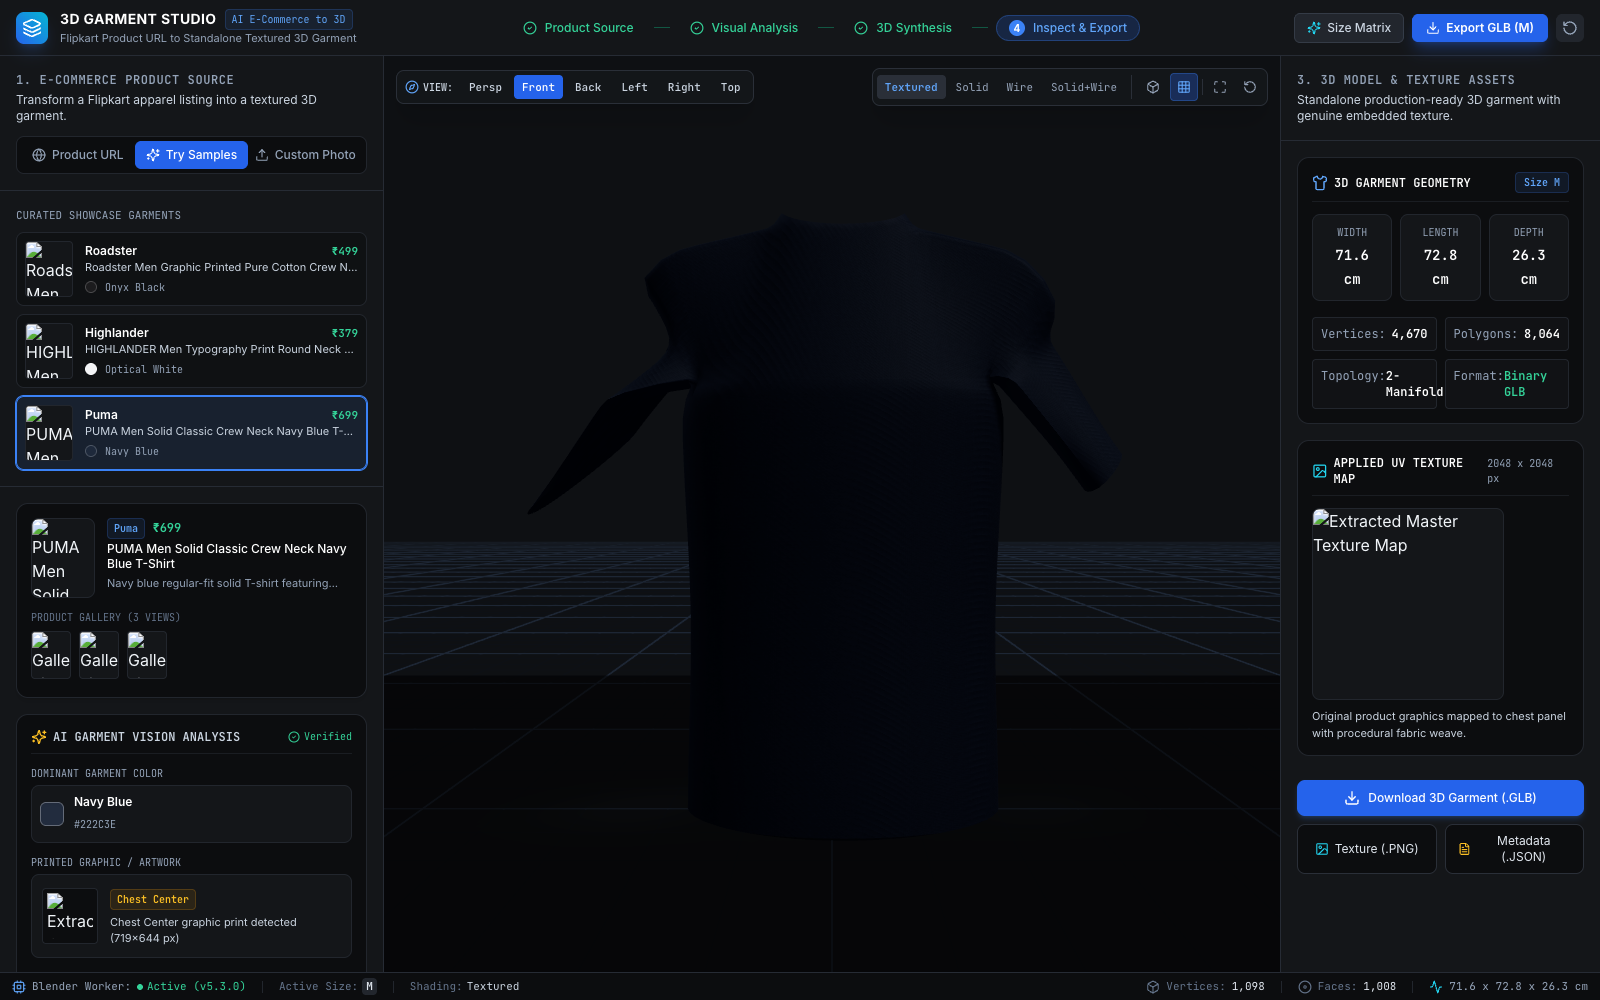 3D GARMENT STUDIO AI E-Commerce to 3D
Flipkart Product URL to Standalone Textured 3D Garment
Product Source
Visual Analysis
3D Synthesis
4 Inspect & Export
Size Matrix
Export GLB (M)
1. E-COMMERCE PRODUCT SOURCE
Transform a Flipkart apparel listing into a textured 3D
garment.
Product URL
Try Samples
Custom Photo
CURATED SHOWCASE GARMENTS
Roads
Men
Roadster ₹499
Roadster Men Graphic Printed Pure Cotton Crew N...
Onyx Black
HIGHL
Men
Highlander ₹379
HIGHLANDER Men Typography Print Round Neck ...
Optical White
PUMA
Men
Puma ₹699
PUMA Men Solid Classic Crew Neck Navy Blue T-...
Navy Blue
PUMA
Men
Solid
Puma ₹699
PUMA Men Solid Classic Crew Neck Navy
Blue T-Shirt
Navy blue regular-fit solid T-shirt featuring...
PRODUCT GALLERY (3 VIEWS)
Galle Galle Galle
AI GARMENT VISION ANALYSIS Verified
DOMINANT GARMENT COLOR
Navy Blue
#222C3E
PRINTED GRAPHIC / ARTWORK
Extrac
Chest Center
Chest Center graphic print detected
(719×644 px)
VIEW: Persp Front Back Left Right Top
Textured Solid Wire Solid+Wire
3. 3D MODEL & TEXTURE ASSETS
Standalone production-ready 3D garment with
genuine embedded texture.
3D GARMENT GEOMETRY Size M
WIDTH
71.6
cm
LENGTH
72.8
cm
DEPTH
26.3
cm
Vertices: 4,670
Polygons: 8,064
Topology: 2-
Manifold
Format: Binary
GLB
APPLIED UV TEXTURE
MAP
2048 x 2048
px
Extracted Master
Texture Map
Original product graphics mapped to chest panel
with procedural fabric weave.
Download 3D Garment (.GLB)
Texture (.PNG)
Metadata
(.JSON)
Blender Worker: Active (v5.3.0) Active Size: M Shading: Textured
Vertices: 1,098 Faces: 1,008 71.6 x 72.8 x 26.3 cm